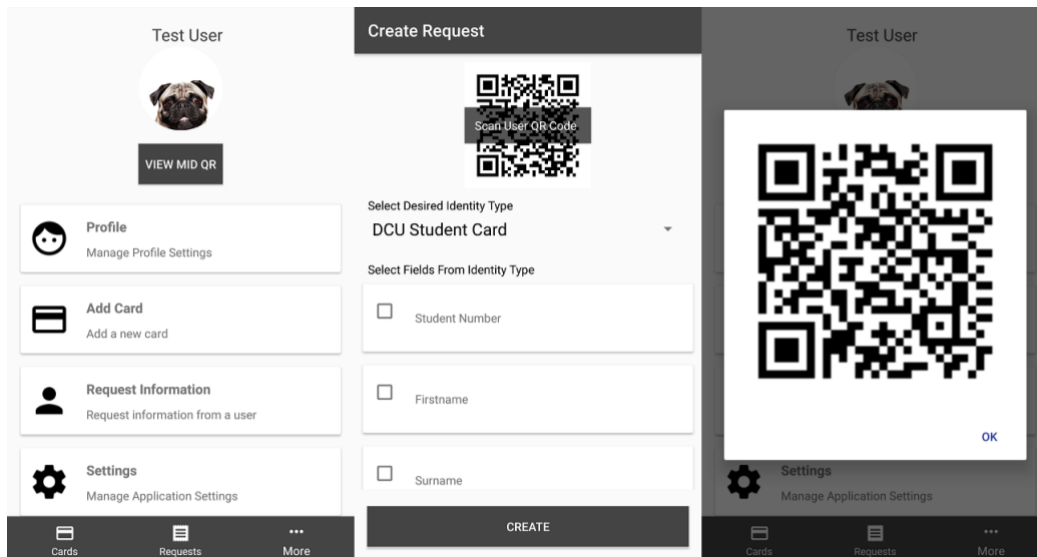 Test User
VIEW MID QR
Profile
Manage Profile Settings
Add Card
Add a new card
Request Information
Request information from a user
Settings
Manage Application Settings
Cards
Requests
More
Create Request
Scan User QR Code
Select Desired Identity Type
DCU Student Card
Select Fields From Identity Type
Student Number
Firstname
Surname
CREATE
Test User
OK
Settings
Manage Application Settings
Cards
Requests
More